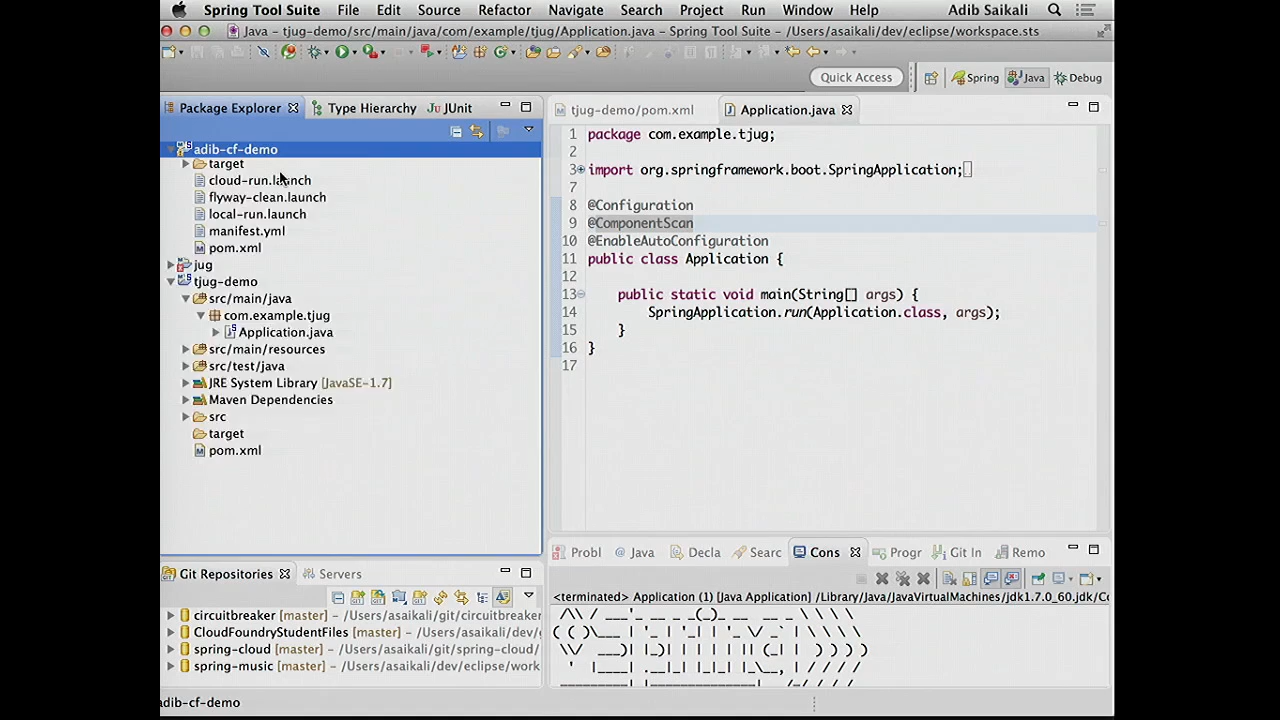 Spring Tool Suite File Edit Source Refactor Navigate Search Project Run Window Help Adib Saikali
Java - tjug-demo/src/main/java/com/example/tjug/Application.java - Spring Tool Suite - /Users/asaikali/dev/eclipse/workspace.sts
Quick Access Spring Java Debug
Package Explorer Type Hierarchy JUnit
tjug-demo/pom.xml Application.java
adib-cf-demo
target
cloud-run.launch
flyway-clean.launch
local-run.launch
manifest.yml
pom.xml
jug
tjug-demo
src/main/java
com.example.tjug
Application.java
src/main/resources
src/test/java
JRE System Library [JavaSE-1.7]
Maven Dependencies
src
target
pom.xml
1 package com.example.tjug;
2
3 import org.springframework.boot.SpringApplication;
7
8 @Configuration
9 @ComponentScan
10 @EnableAutoConfiguration
11 public class Application {
12
13 public static void main(String[] args) {
14 SpringApplication.run(Application.class, args);
15 }
16 }
17
Git Repositories Servers
circuitbreaker [master] - /Users/asaikali/git/circuitbreaker
CloudFoundryStudentFiles [master] - /Users/asaikali/dev/
spring-cloud [master] - /Users/asaikali/git/spring-cloud/
spring-music [master] - /Users/asaikali/dev/eclipse/work
Probl Java Decla Searc Cons Progr Git In Remo
<terminated> Application (1) [Java Application] /Library/Java/JavaVirtualMachines/jdk1.7.0_60.jdk/Co
adib-cf-demo